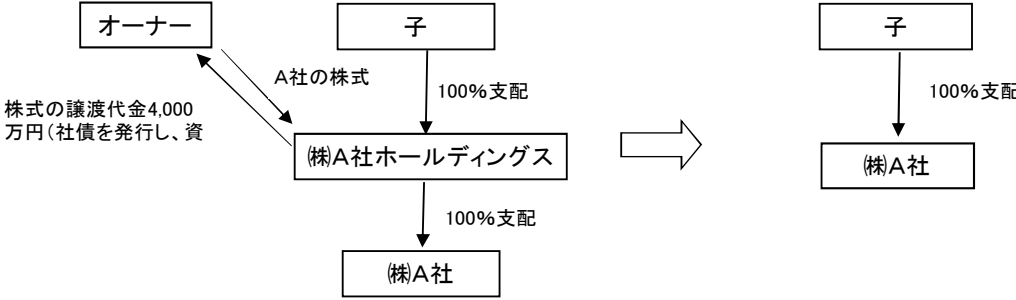 オーナー
子
A社の株式
100%支配
株式の譲渡代金4,000
万円(社債を発行し、資
㈱A社ホールディングス
100%支配
㈱A社
子
100%支配
㈱A社